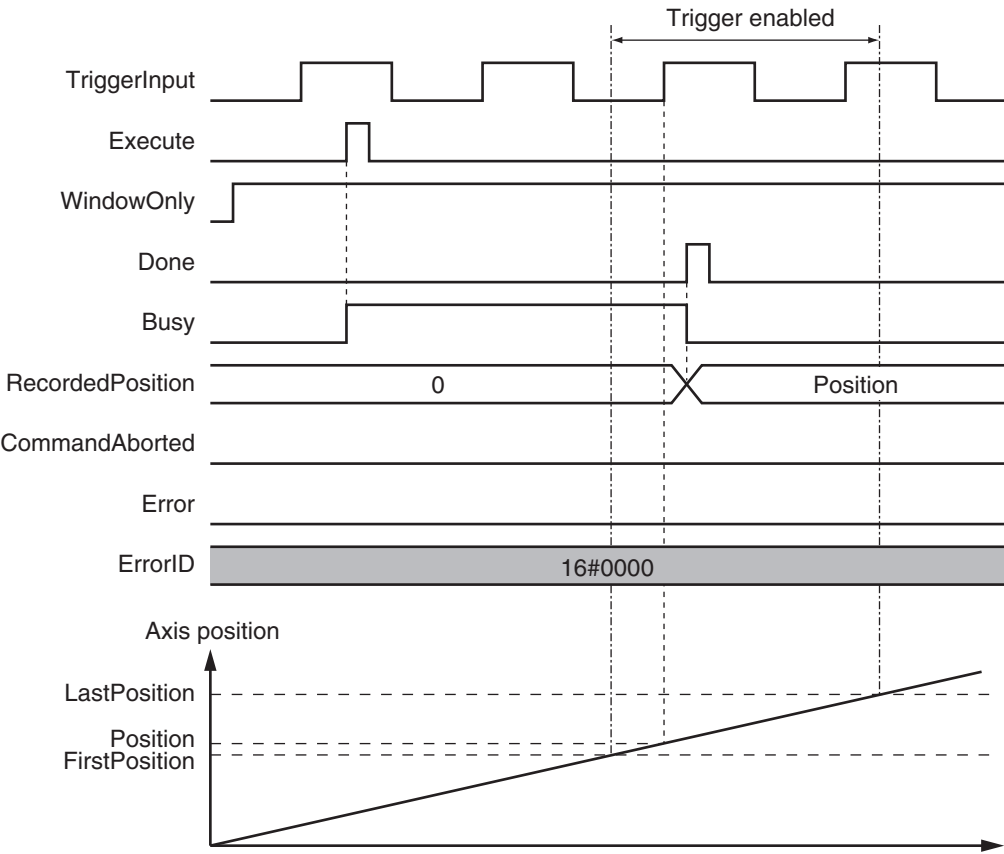 Trigger enabled
TriggerInput
Execute
WindowOnly
Done
Busy
RecordedPosition
0
Position
CommandAborted
Error
ErrorID
16#0000
Axis position
LastPosition
Position
FirstPosition